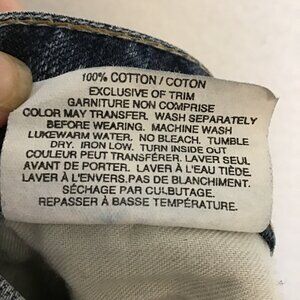 100% COTTON / COTON
EXCLUSIVE OF TRIM
GARNITURE NON COMPRISE
COLOR MAY TRANSFER. WASH SEPARATELY
BEFORE WEARING. MACHINE WASH
LUKEWARM WATER. NO BLEACH. TUMBLE
DRY. IRON LOW. TURN INSIDE OUT
COULEUR PEUT TRANSFÉRER. LAVER SEUL
AVANT DE PORTER. LAVER À L'EAU TIÈDE.
LAVER À L'ENVERS.PAS DE BLANCHIMENT.
SÉCHAGE PAR CULBUTAGE.
REPASSER À BASSE TEMPÉRATURE.